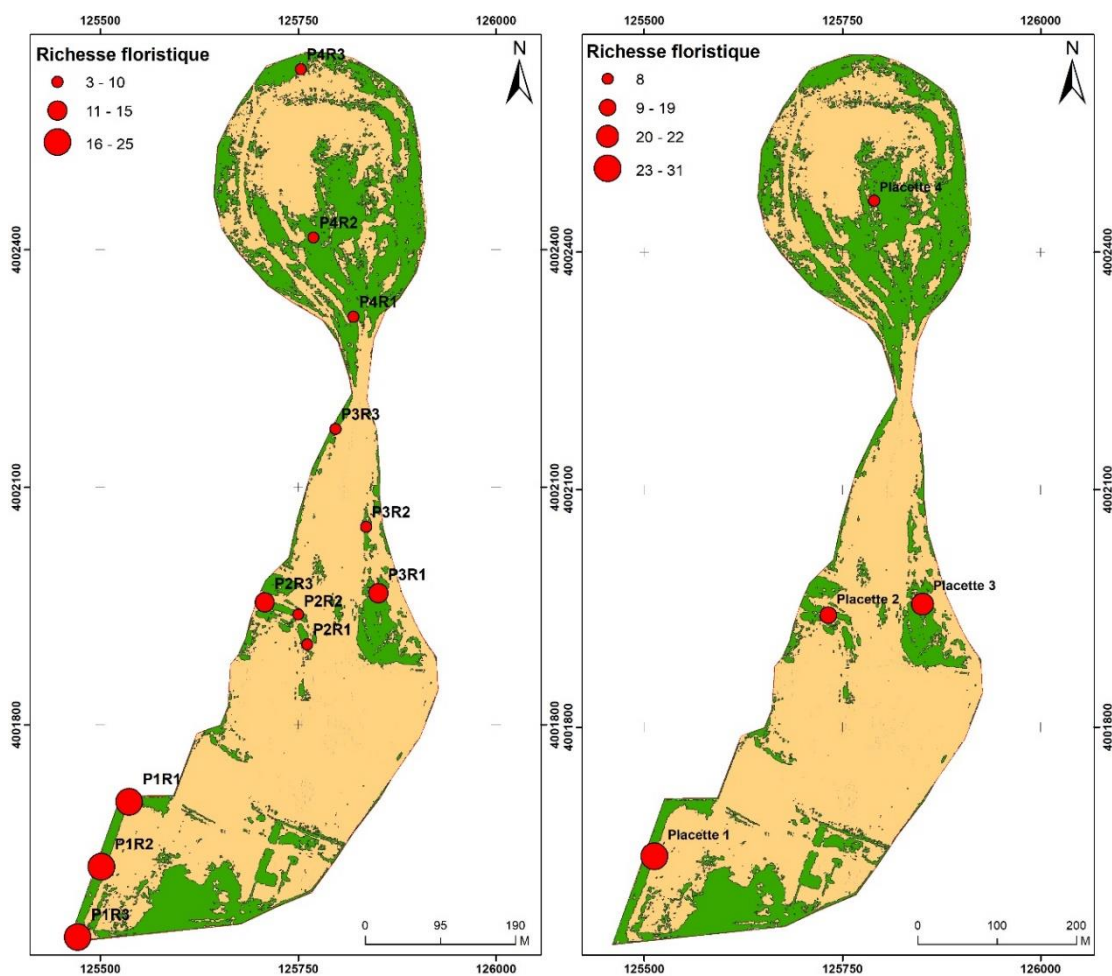 125500 125750 126000
Richesse floristique
3 - 10
11 - 15
16 - 25
N
P4R3
P4R2
4002400
P4R1
P3R3
4002100
P3R2
P3R1
P2R3
P2R2
P2R1
4001800
P1R1
P1R2
P1R3
0 95 190
M
125500 125750 126000
125500 125750 126000
Richesse floristique
8
9 - 19
20 - 22
23 - 31
N
Placette 4
4002400 4002400
4002100 4002100
Placette 3
Placette 2
4001800 4001800
Placette 1
0 100 200
M
125500 125750 126000